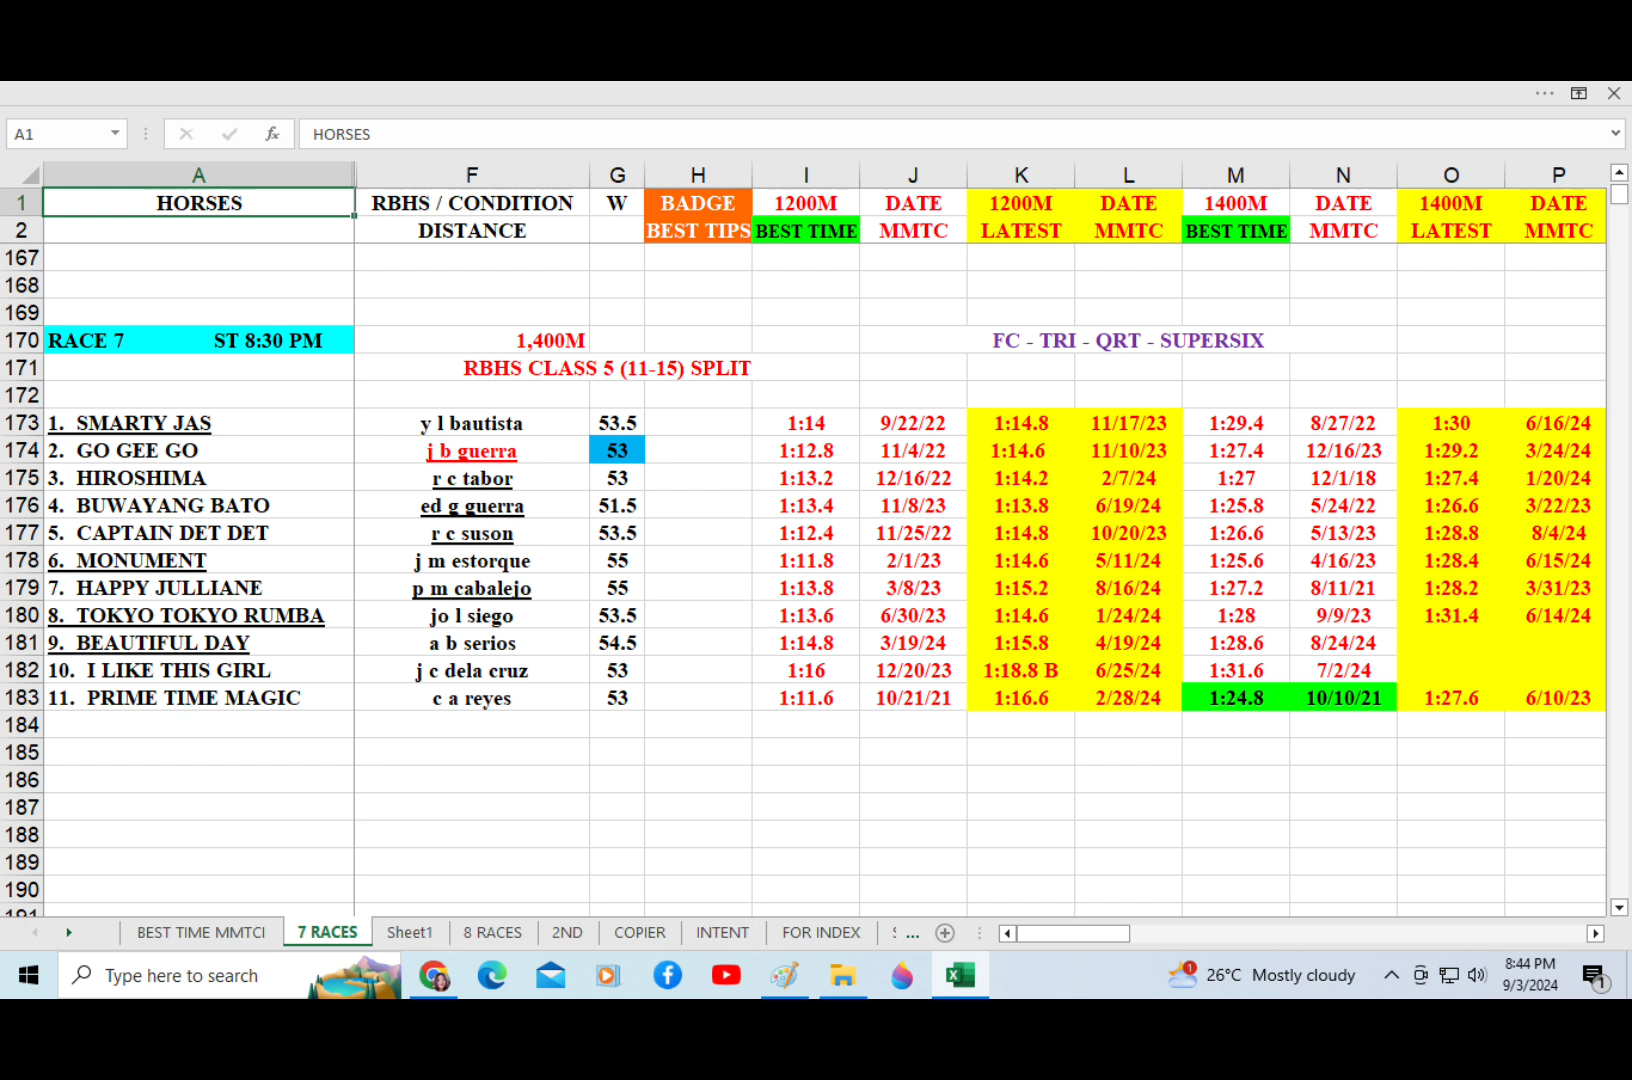 A1 fx HORSES
A F G H I J K L M N O P
1 HORSES RBHS / CONDITION W BADGE 1200M DATE 1200M DATE 1400M DATE 1400M DATE
2 DISTANCE BEST TIPS BEST TIME MMTC LATEST MMTC BEST TIME MMTC LATEST MMTC
167
168
169
170 RACE 7 ST 8:30 PM 1,400M FC - TRI - QRT - SUPERSIX
171 RBHS CLASS 5 (11-15) SPLIT
172
173 1. SMARTY JAS y l bautista 53.5 1:14 9/22/22 1:14.8 11/17/23 1:29.4 8/27/22 1:30 6/16/24
174 2. GO GEE GO j b guerra 53 1:12.8 11/4/22 1:14.6 11/10/23 1:27.4 12/16/23 1:29.2 3/24/24
175 3. HIROSHIMA r c tabor 53 1:13.2 12/16/22 1:14.2 2/7/24 1:27 12/1/18 1:27.4 1/20/24
176 4. BUWAYANG BATO ed g guerra 51.5 1:13.4 11/8/23 1:13.8 6/19/24 1:25.8 5/24/22 1:26.6 3/22/23
177 5. CAPTAIN DET DET r c suson 53.5 1:12.4 11/25/22 1:14.8 10/20/23 1:26.6 5/13/23 1:28.8 8/4/24
178 6. MONUMENT j m estorque 55 1:11.8 2/1/23 1:14.6 5/11/24 1:25.6 4/16/23 1:28.4 6/15/24
179 7. HAPPY JULLIANE p m cabalejo 55 1:13.8 3/8/23 1:15.2 8/16/24 1:27.2 8/11/21 1:28.2 3/31/23
180 8. TOKYO TOKYO RUMBA jo l siego 53.5 1:13.6 6/30/23 1:14.6 1/24/24 1:28 9/9/23 1:31.4 6/14/24
181 9. BEAUTIFUL DAY a b serios 54.5 1:14.8 3/19/24 1:15.8 4/19/24 1:28.6 8/24/24
182 10. I LIKE THIS GIRL j c dela cruz 53 1:16 12/20/23 1:18.8 B 6/25/24 1:31.6 7/2/24
183 11. PRIME TIME MAGIC c a reyes 53 1:11.6 10/21/21 1:16.6 2/28/24 1:24.8 10/10/21 1:27.6 6/10/23
184
185
186
187
188
189
190
BEST TIME MMTCI 7 RACES Sheet1 8 RACES 2ND COPIER INTENT FOR INDEX ...
Type here to search 1 26°C Mostly cloudy 8:44 PM
9/3/2024 1